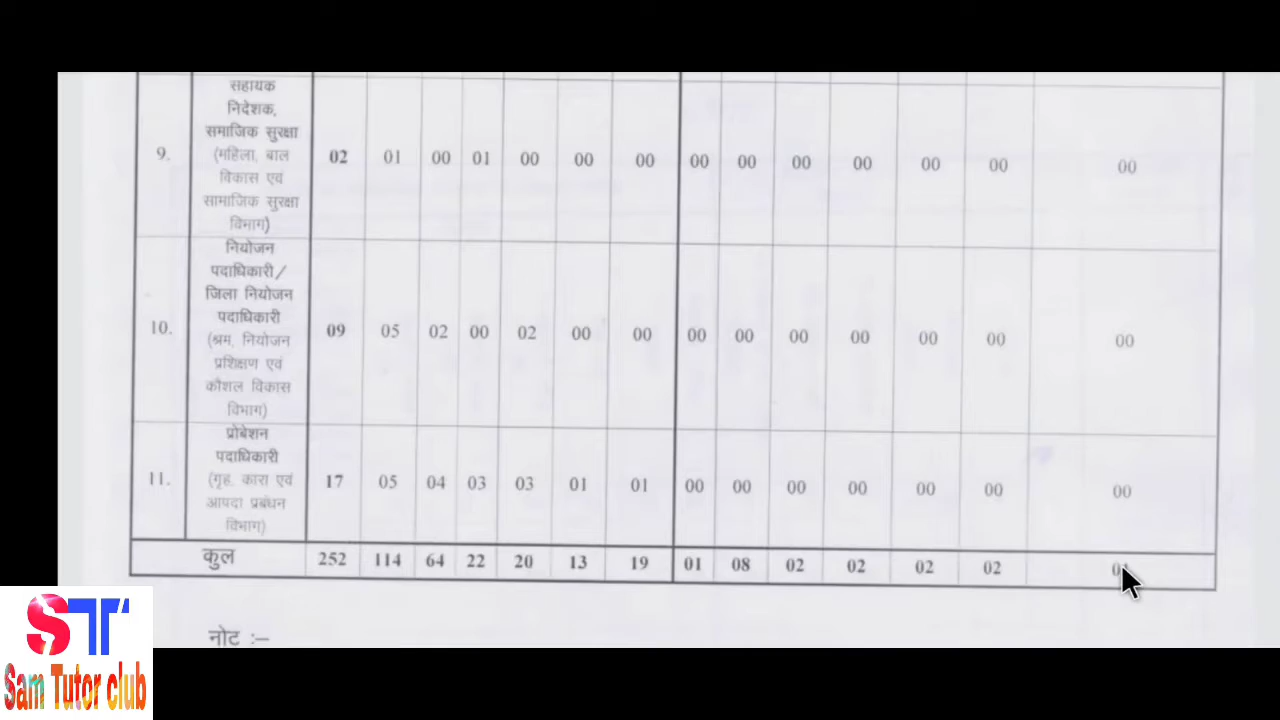 सहायक
निदेशक,
समाजिक सुरक्षा
9. (महिला, बाल 02 01 00 01 00 00 00 00 00 00 00 00 00 00
विकास एवं
सामाजिक सुरक्षा
विभाग)
नियोजन
पदाधिकारी/
जिला नियोजन
पदाधिकारी
10. (श्रम, नियोजन 09 05 02 00 02 00 00 00 00 00 00 00 00 00
प्रशिक्षण एवं
कौशल विकास
विभाग)
प्रोबेशन
पदाधिकारी
11. (गृह, कारा एवं 17 05 04 03 03 01 01 00 00 00 00 00 00 00
आपदा प्रबंधन
विभाग)
कुल 252 114 64 22 20 13 19 01 08 02 02 02 02
नोट :–
ST
Sam Tutor club